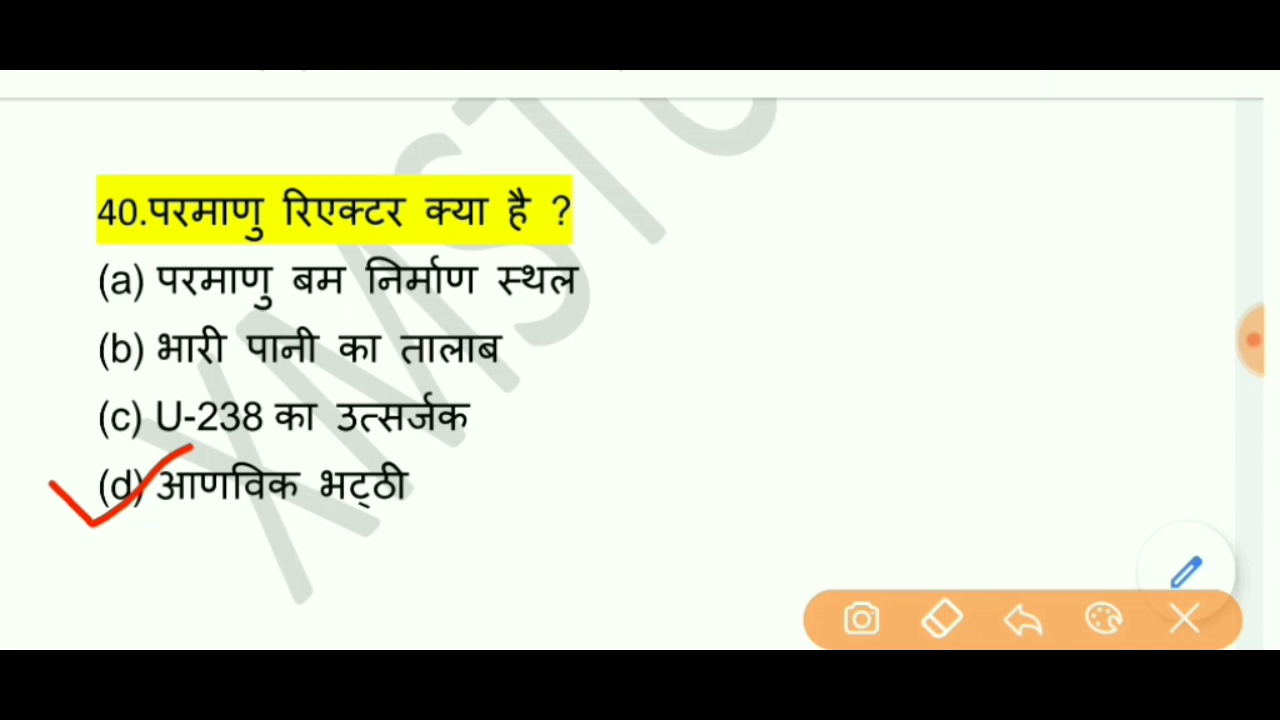 40.परमाणु रिएक्टर क्या है ?
(a) परमाणु बम निर्माण स्थल
(b) भारी पानी का तालाब
(c) U-238 का उत्सर्जक
(d) आणविक भट्ठी